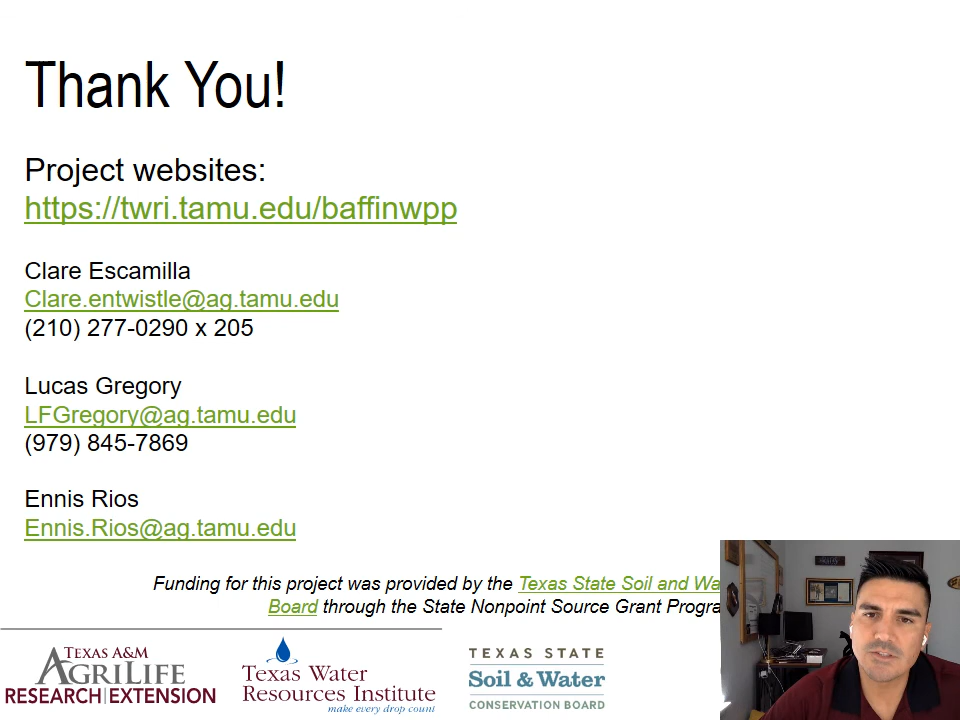 Thank You!
Project websites:
https://twri.tamu.edu/baffinwpp
Clare Escamilla
Clare.entwistle@ag.tamu.edu
(210) 277-0290 x 205
Lucas Gregory
LFGregory@ag.tamu.edu
(979) 845-7869
Ennis Rios
Ennis.Rios@ag.tamu.edu
Funding for this project was provided by the Texas State Soil and Wa
Board through the State Nonpoint Source Grant Progra
TEXAS A&M
AGRILIFE
RESEARCH | EXTENSION
Texas Water
Resources Institute
make every drop count
TEXAS STATE
Soil & Water
CONSERVATION BOARD